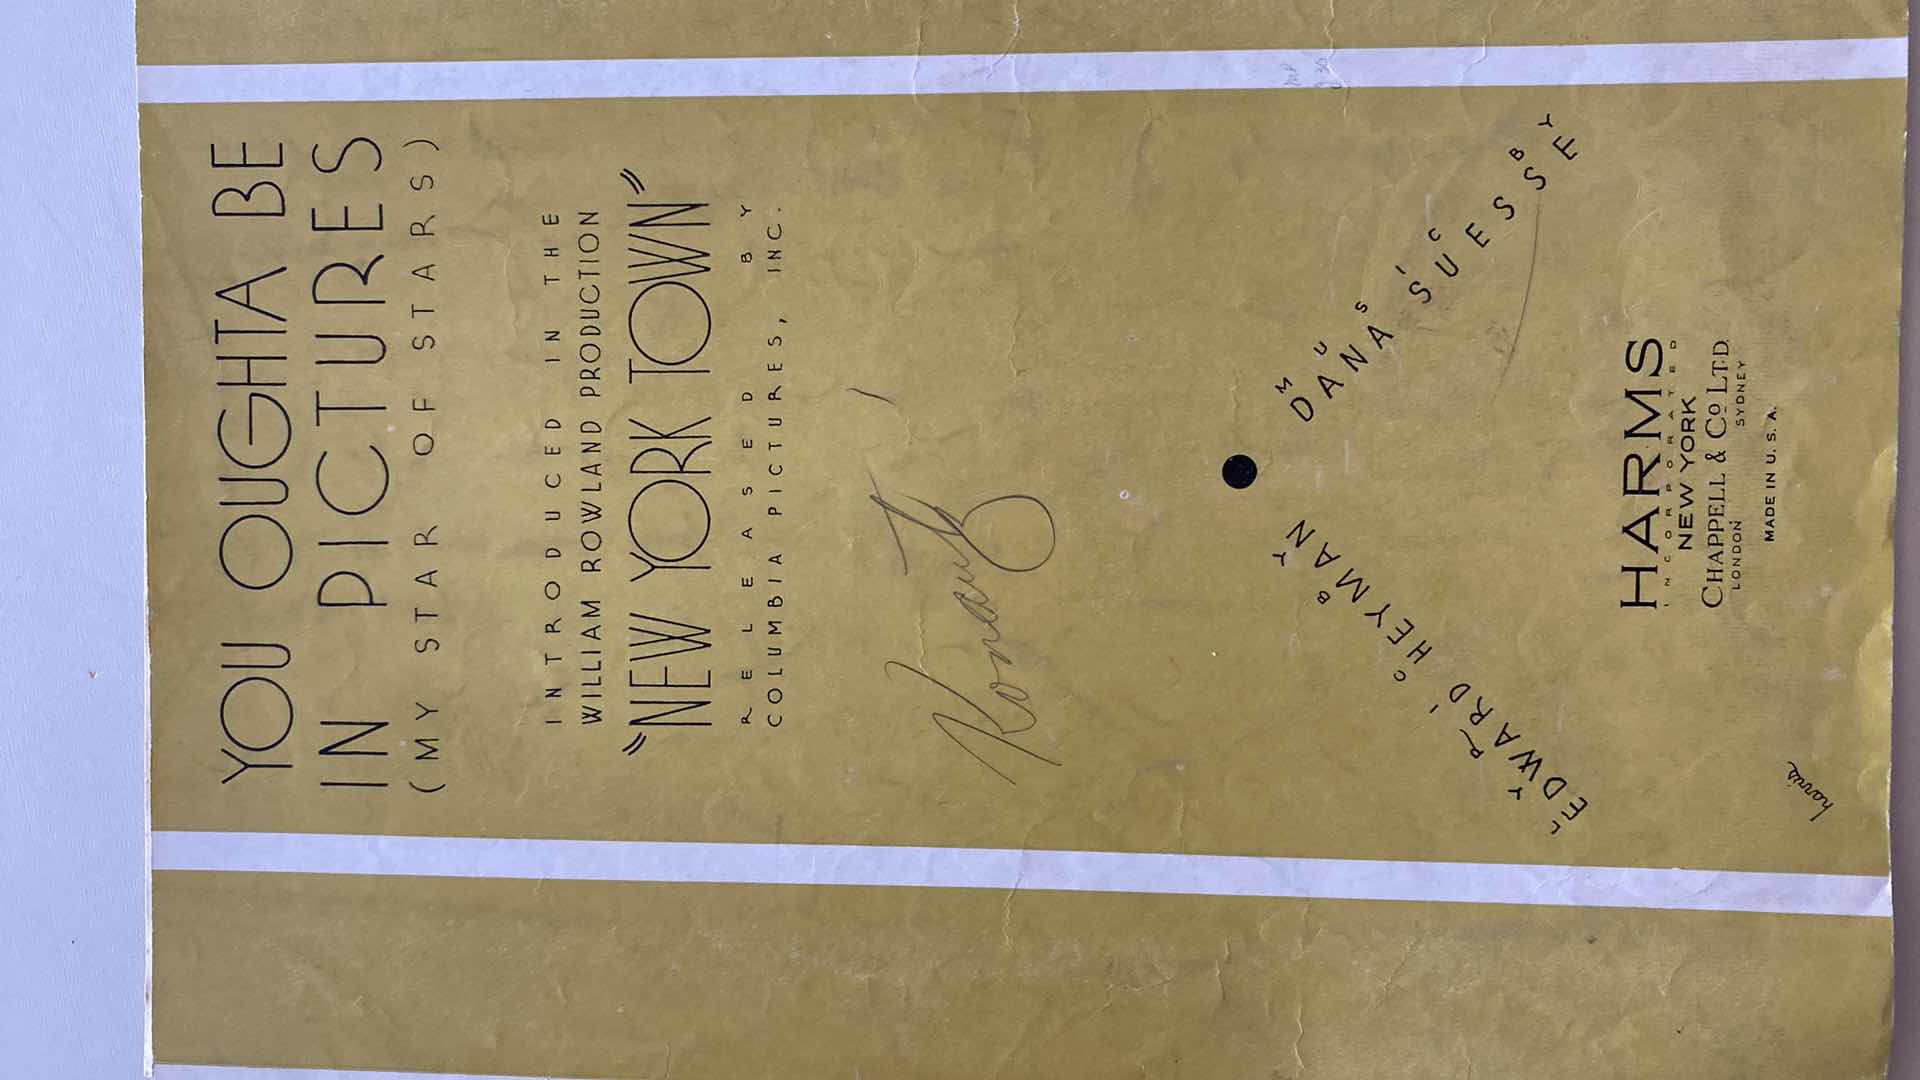 YOU OUGHTA BE
IN PICTURES
(MY STAR OF STARS)
INTRODUCED IN THE
WILLIAM ROWLAND PRODUCTION
"NEW YORK TOWN"
RELEASED BY
COLUMBIA PICTURES, INC.
LYRIC BY
EDWARD HEYMAN
MUSIC BY
DANA SUESSE
HARMS
INCORPORATED
NEW YORK
CHAPPELL & Co LTD.
LONDON SYDNEY
MADE IN U. S. A.
harris